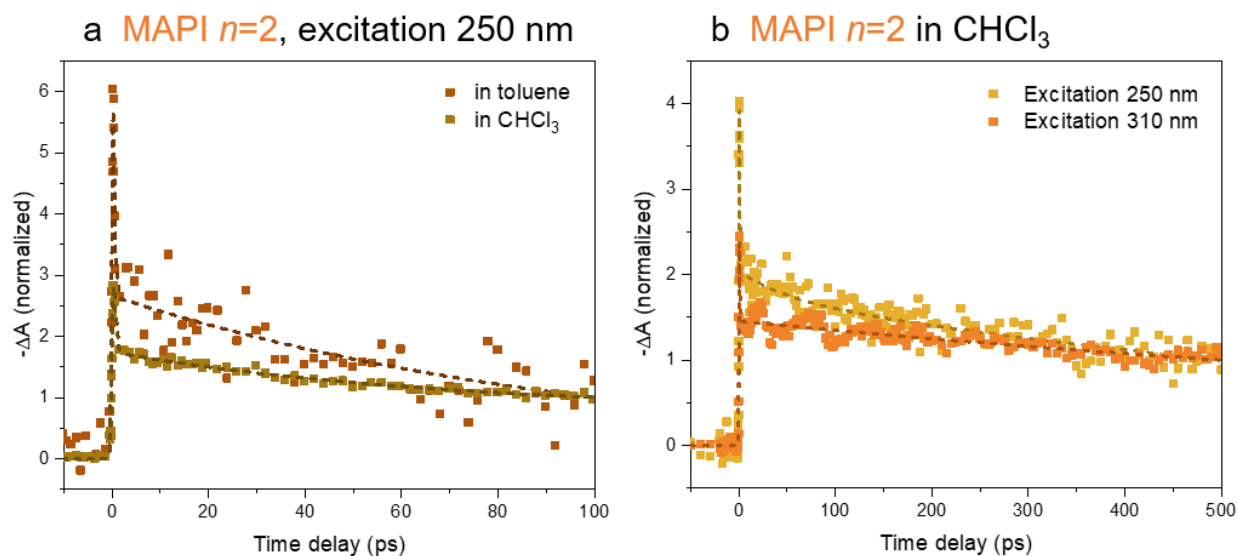 a MAPI n=2, excitation 250 nm
in toluene
in CHCl3
6
5
4
3
2
1
0
-ΔA (normalized)
0 20 40 60 80 100
Time delay (ps)
b MAPI n=2 in CHCl3
Excitation 250 nm
Excitation 310 nm
4
3
2
1
0
-ΔA (normalized)
0 100 200 300 400 500
Time delay (ps)